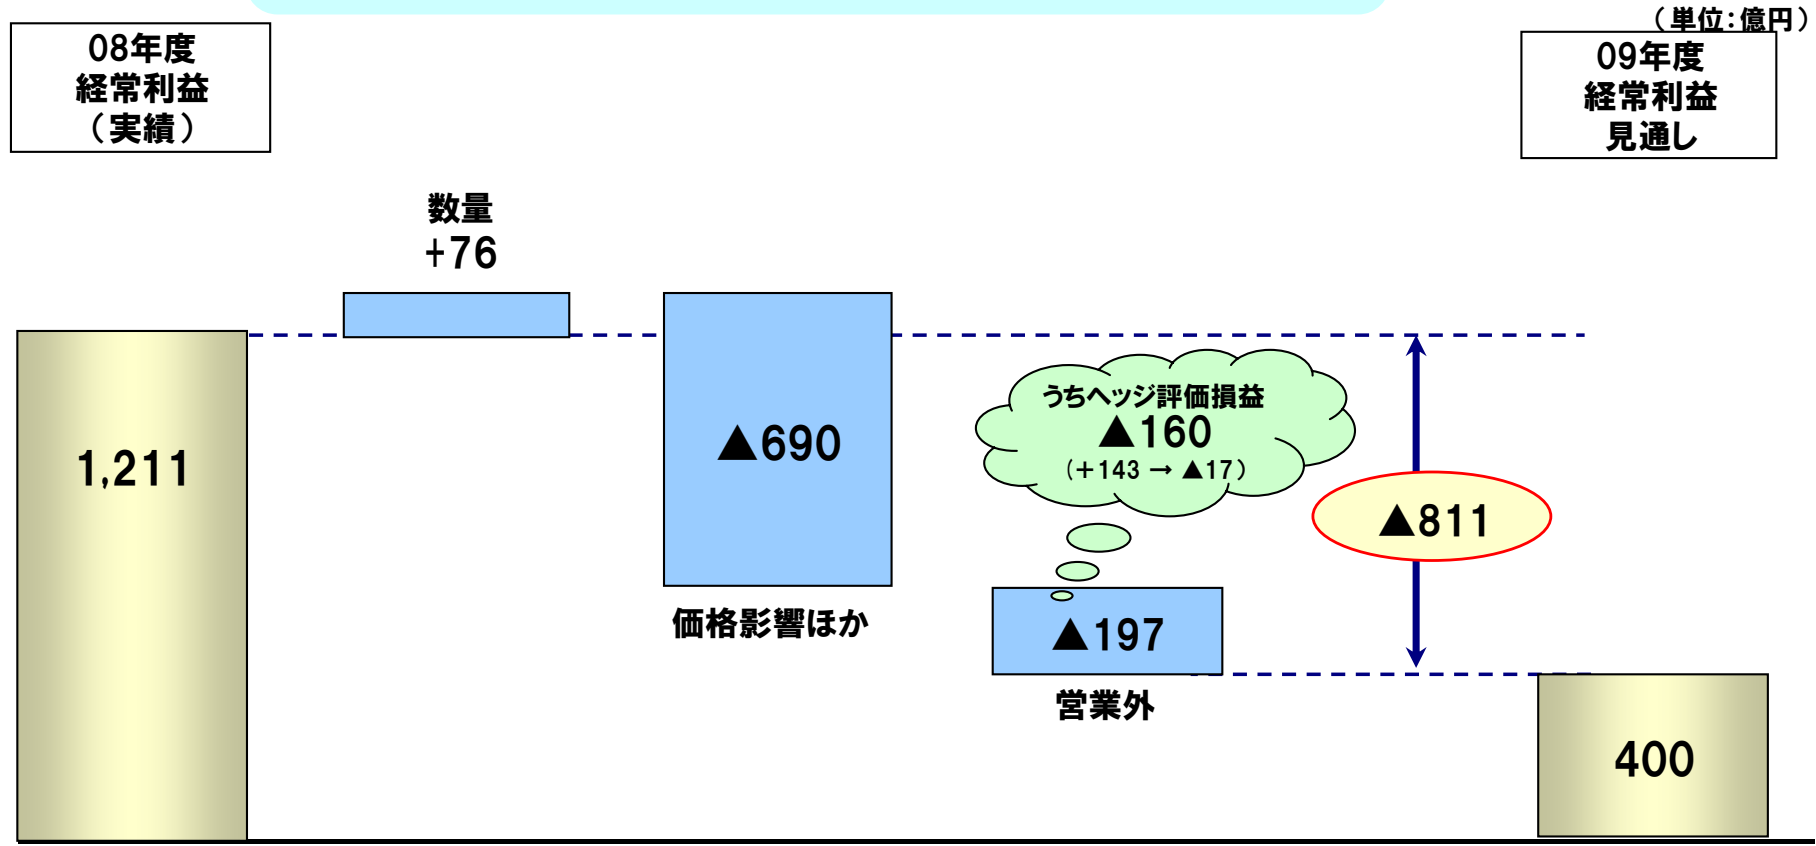 (単位:億円)
08年度
経常利益
(実績)
09年度
経常利益
見通し
数量
+76
1,211
▲690
価格影響ほか
うちヘッジ評価損益
▲160
(+143 → ▲17)
▲811
▲197
営業外
400